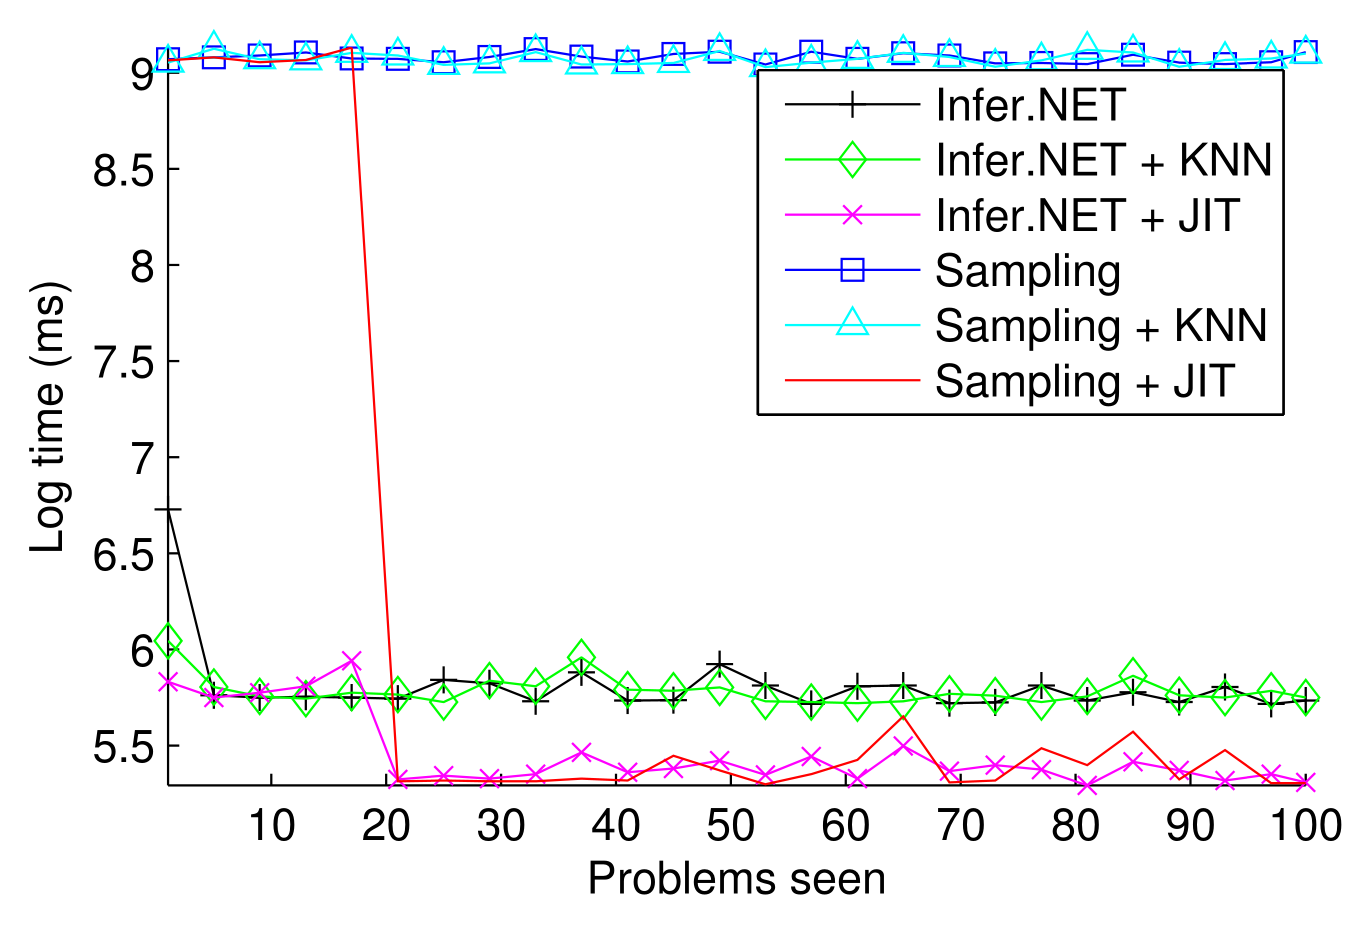 9
8.5
8
7.5
7
6.5
6
5.5
Log time (ms)
Infer.NET
Infer.NET + KNN
Infer.NET + JIT
Sampling
Sampling + KNN
Sampling + JIT
10 20 30 40 50 60 70 80 90 100
Problems seen